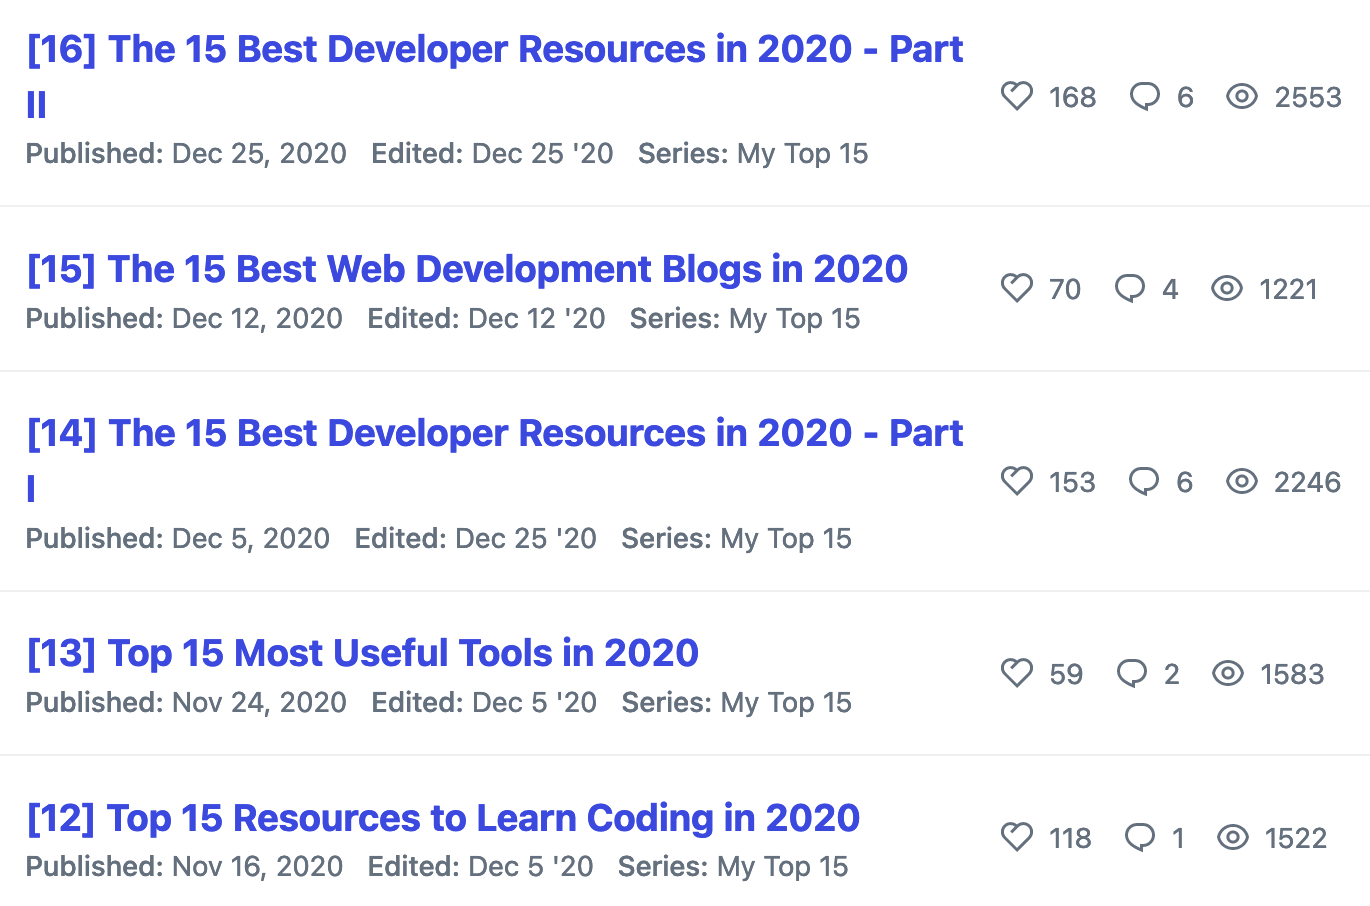 [16] The 15 Best Developer Resources in 2020 - Part
II
168 6 2553
Published: Dec 25, 2020 Edited: Dec 25 '20 Series: My Top 15
[15] The 15 Best Web Development Blogs in 2020
70 4 1221
Published: Dec 12, 2020 Edited: Dec 12 '20 Series: My Top 15
[14] The 15 Best Developer Resources in 2020 - Part
I
153 6 2246
Published: Dec 5, 2020 Edited: Dec 25 '20 Series: My Top 15
[13] Top 15 Most Useful Tools in 2020
59 2 1583
Published: Nov 24, 2020 Edited: Dec 5 '20 Series: My Top 15
[12] Top 15 Resources to Learn Coding in 2020
118 1 1522
Published: Nov 16, 2020 Edited: Dec 5 '20 Series: My Top 15